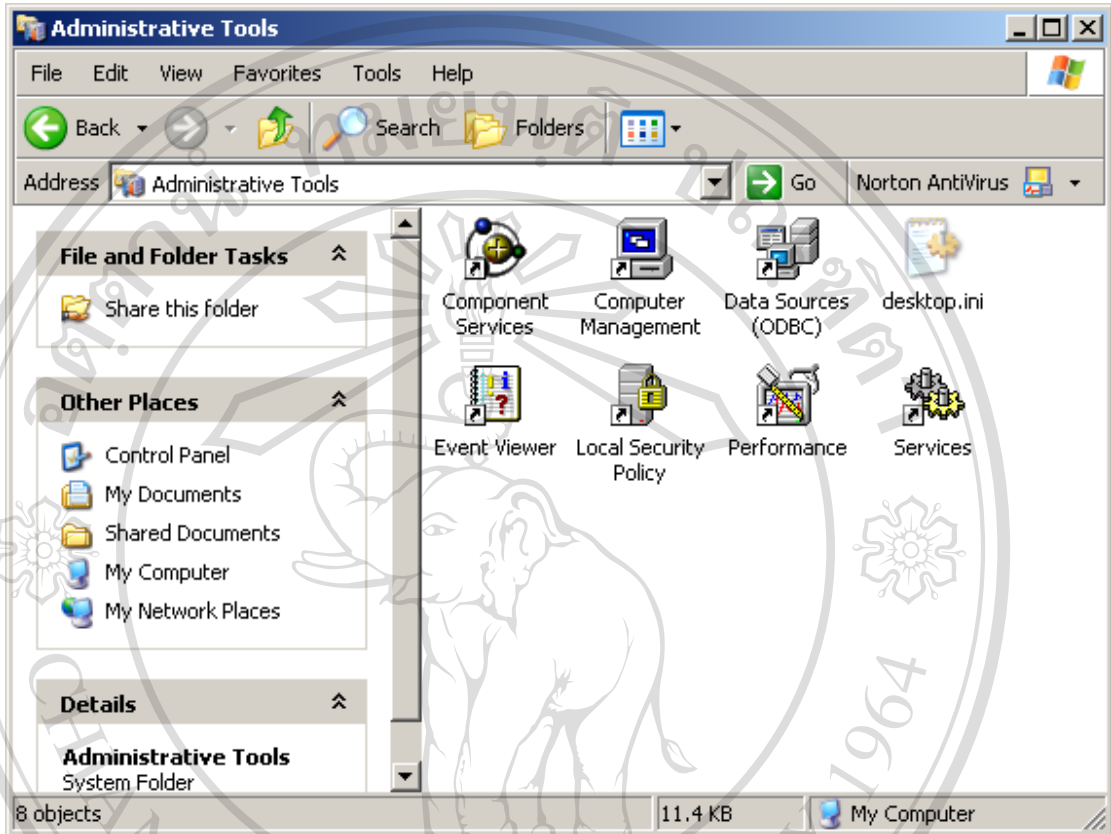 Administrative Tools
File Edit View Favorites Tools Help
Back Search Folders
Address Administrative Tools Go Norton AntiVirus
File and Folder Tasks
Share this folder
Other Places
Control Panel
My Documents
Shared Documents
My Computer
My Network Places
Details
Administrative Tools
System Folder
Component Services
Computer Management
Data Sources (ODBC)
desktop.ini
Event Viewer
Local Security Policy
Performance
Services
8 objects 11.4 KB My Computer
1964